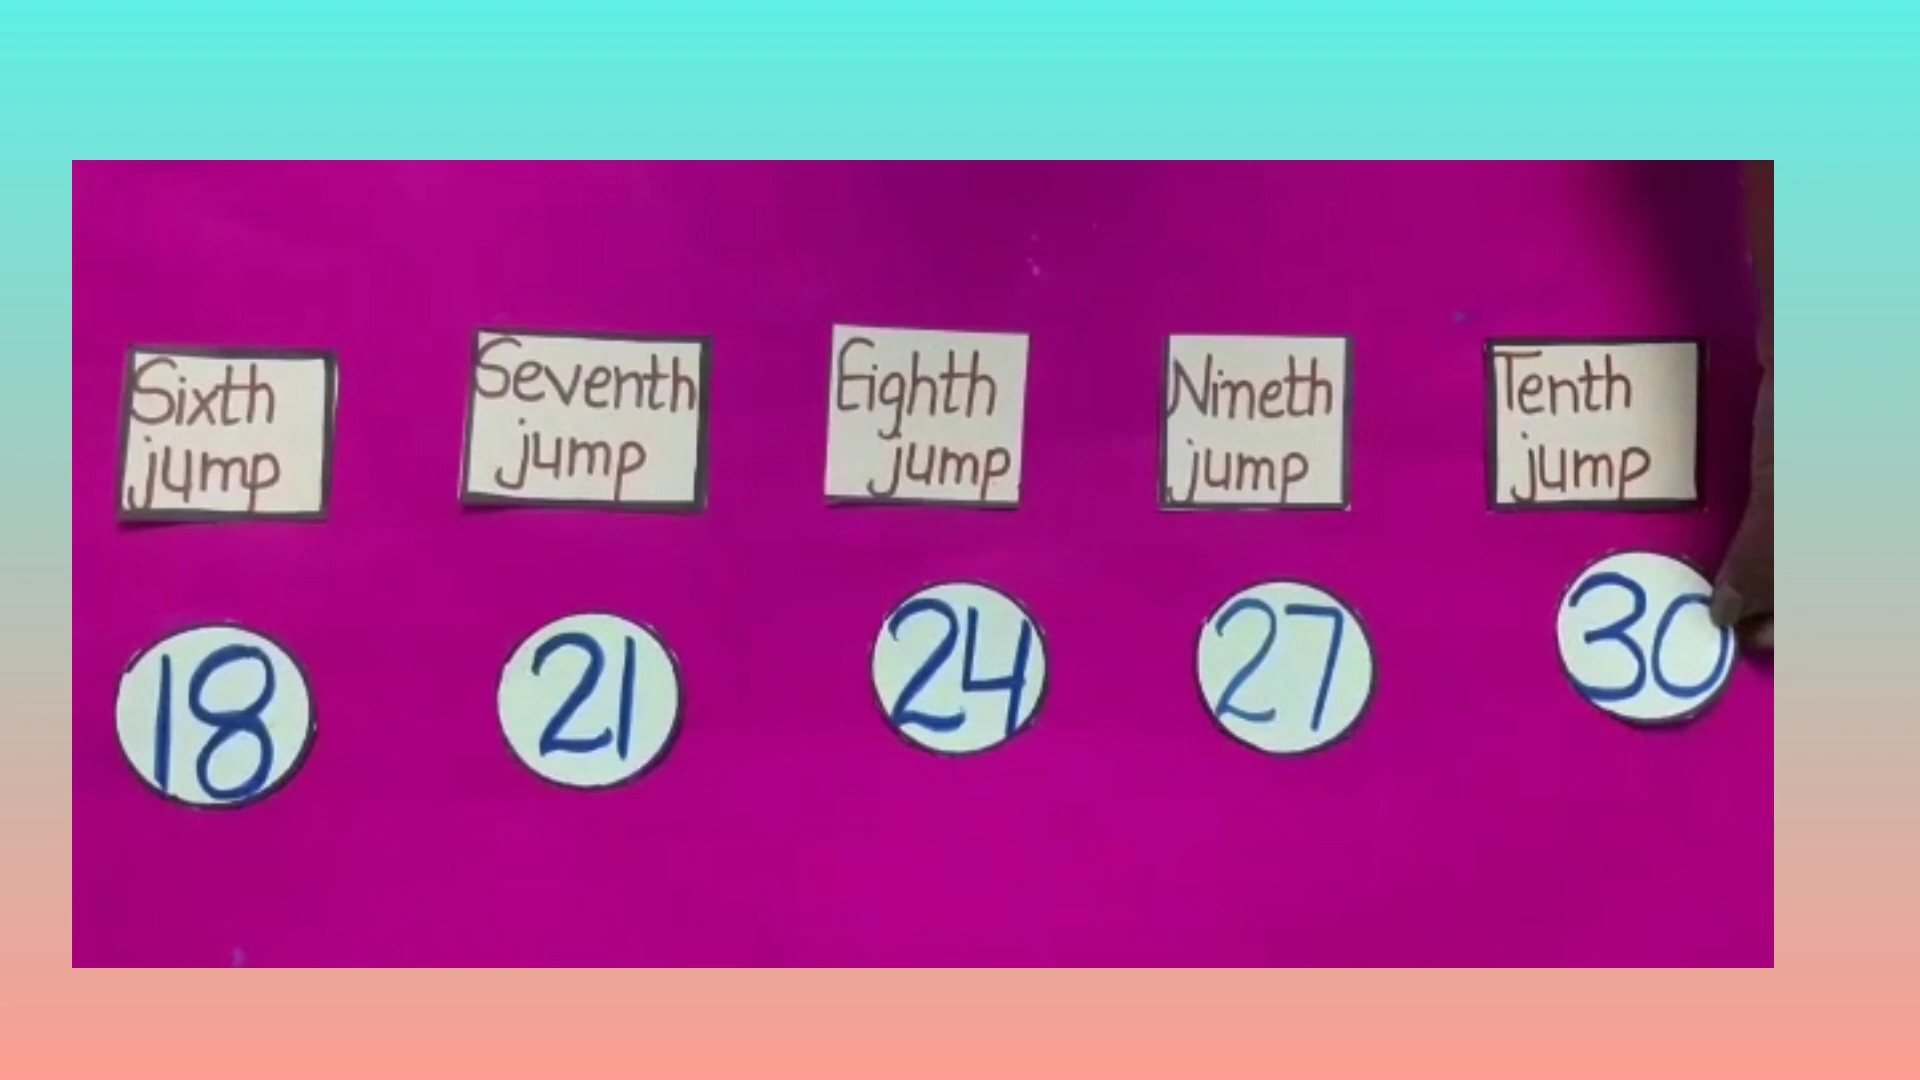 Sixth
jump
Seventh
jump
Eighth
jump
Nineth
jump
Tenth
jump
18
21
24
27
30